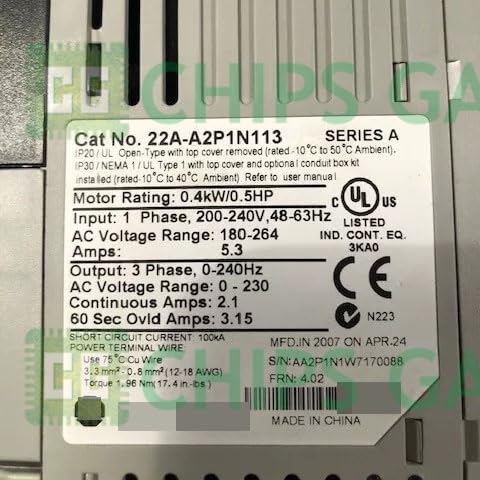 CHIPS GA
Cat No. 22A-A2P1N113 SERIES A
IP20 / UL Open-Type with top cover removed (rated -10°C to 50°C Ambient).
IP30 / NEMA 1 / UL Type 1 with top cover and optional conduit box kit
installed (rated -10°C to 40°C Ambient) Refer to user manual
Motor Rating: 0.4kW/0.5HP
Input: 1 Phase, 200-240V,48-63Hz
AC Voltage Range: 180-264
Amps: 5.3
C UL US
LISTED
IND. CONT. EQ.
3KA0
Output: 3 Phase, 0-240Hz
AC Voltage Range: 0 - 230
Continuous Amps: 2.1
60 Sec Ovld Amps: 3.15
N223
SHORT CIRCUIT CURRENT: 100kA
POWER TERMINAL WIRE:
Use 75°C Cu Wire
3.3 mm² - 0.8 mm² (12-18 AWG)
Torque 1.96 Nm (17.4 in.-lbs.)
MFD.IN 2007 ON APR.24
S/N:AA2P1N1W7170088
FRN: 4.02
MADE IN CHINA
CHIPS GA